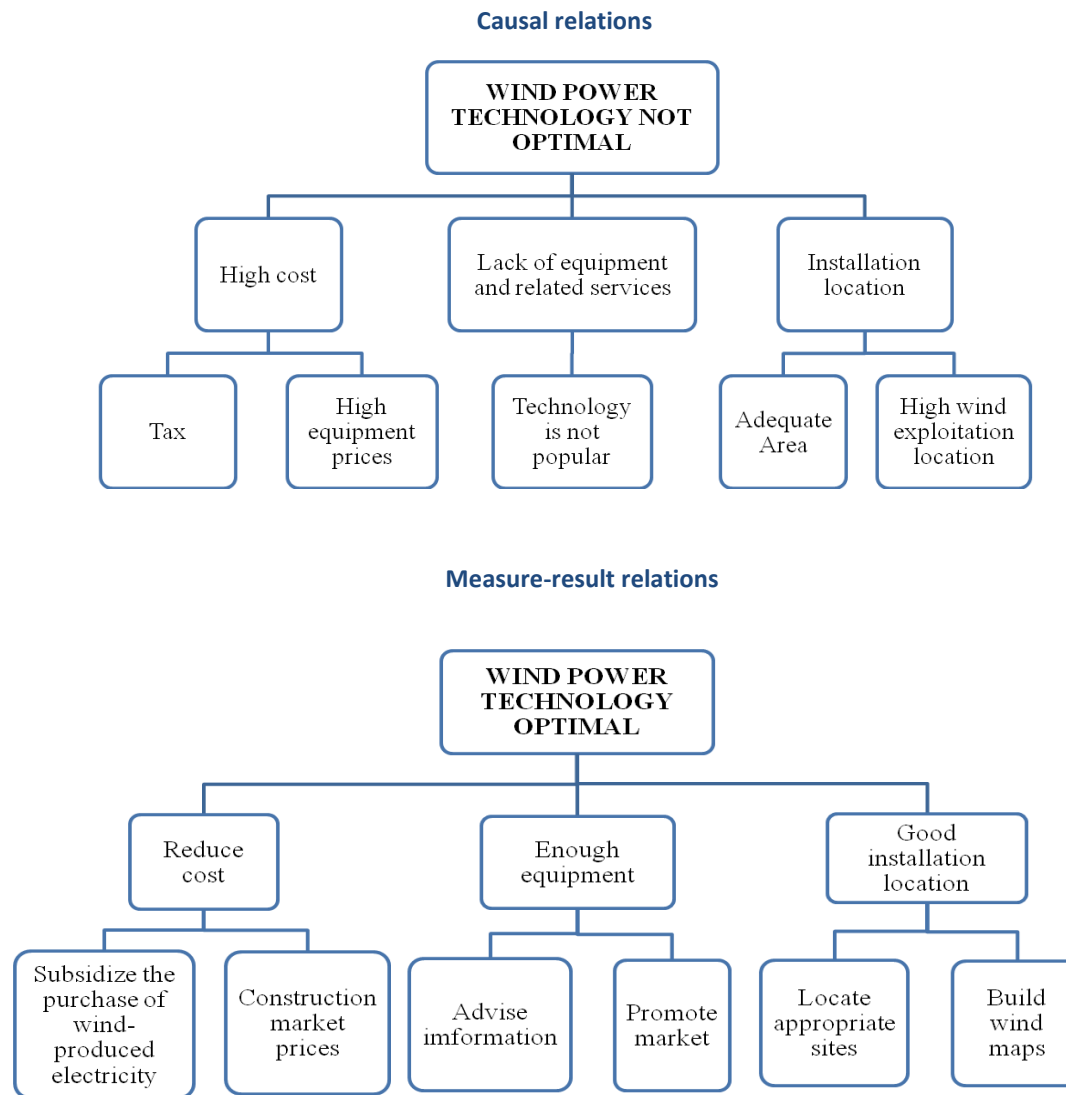 Causal relations
WIND POWER
TECHNOLOGY NOT
OPTIMAL
High cost
Lack of equipment
and related services
Installation
location
Tax
High
equipment
prices
Technology
is not
popular
Adequate
Area
High wind
exploitation
location
Measure-result relations
WIND POWER
TECHNOLOGY
OPTIMAL
Reduce
cost
Enough
equipment
Good
installation
location
Subsidize the
purchase of
wind-
produced
electricity
Construction
market
prices
Advise
imformation
Promote
market
Locate
appropriate
sites
Build
wind
maps